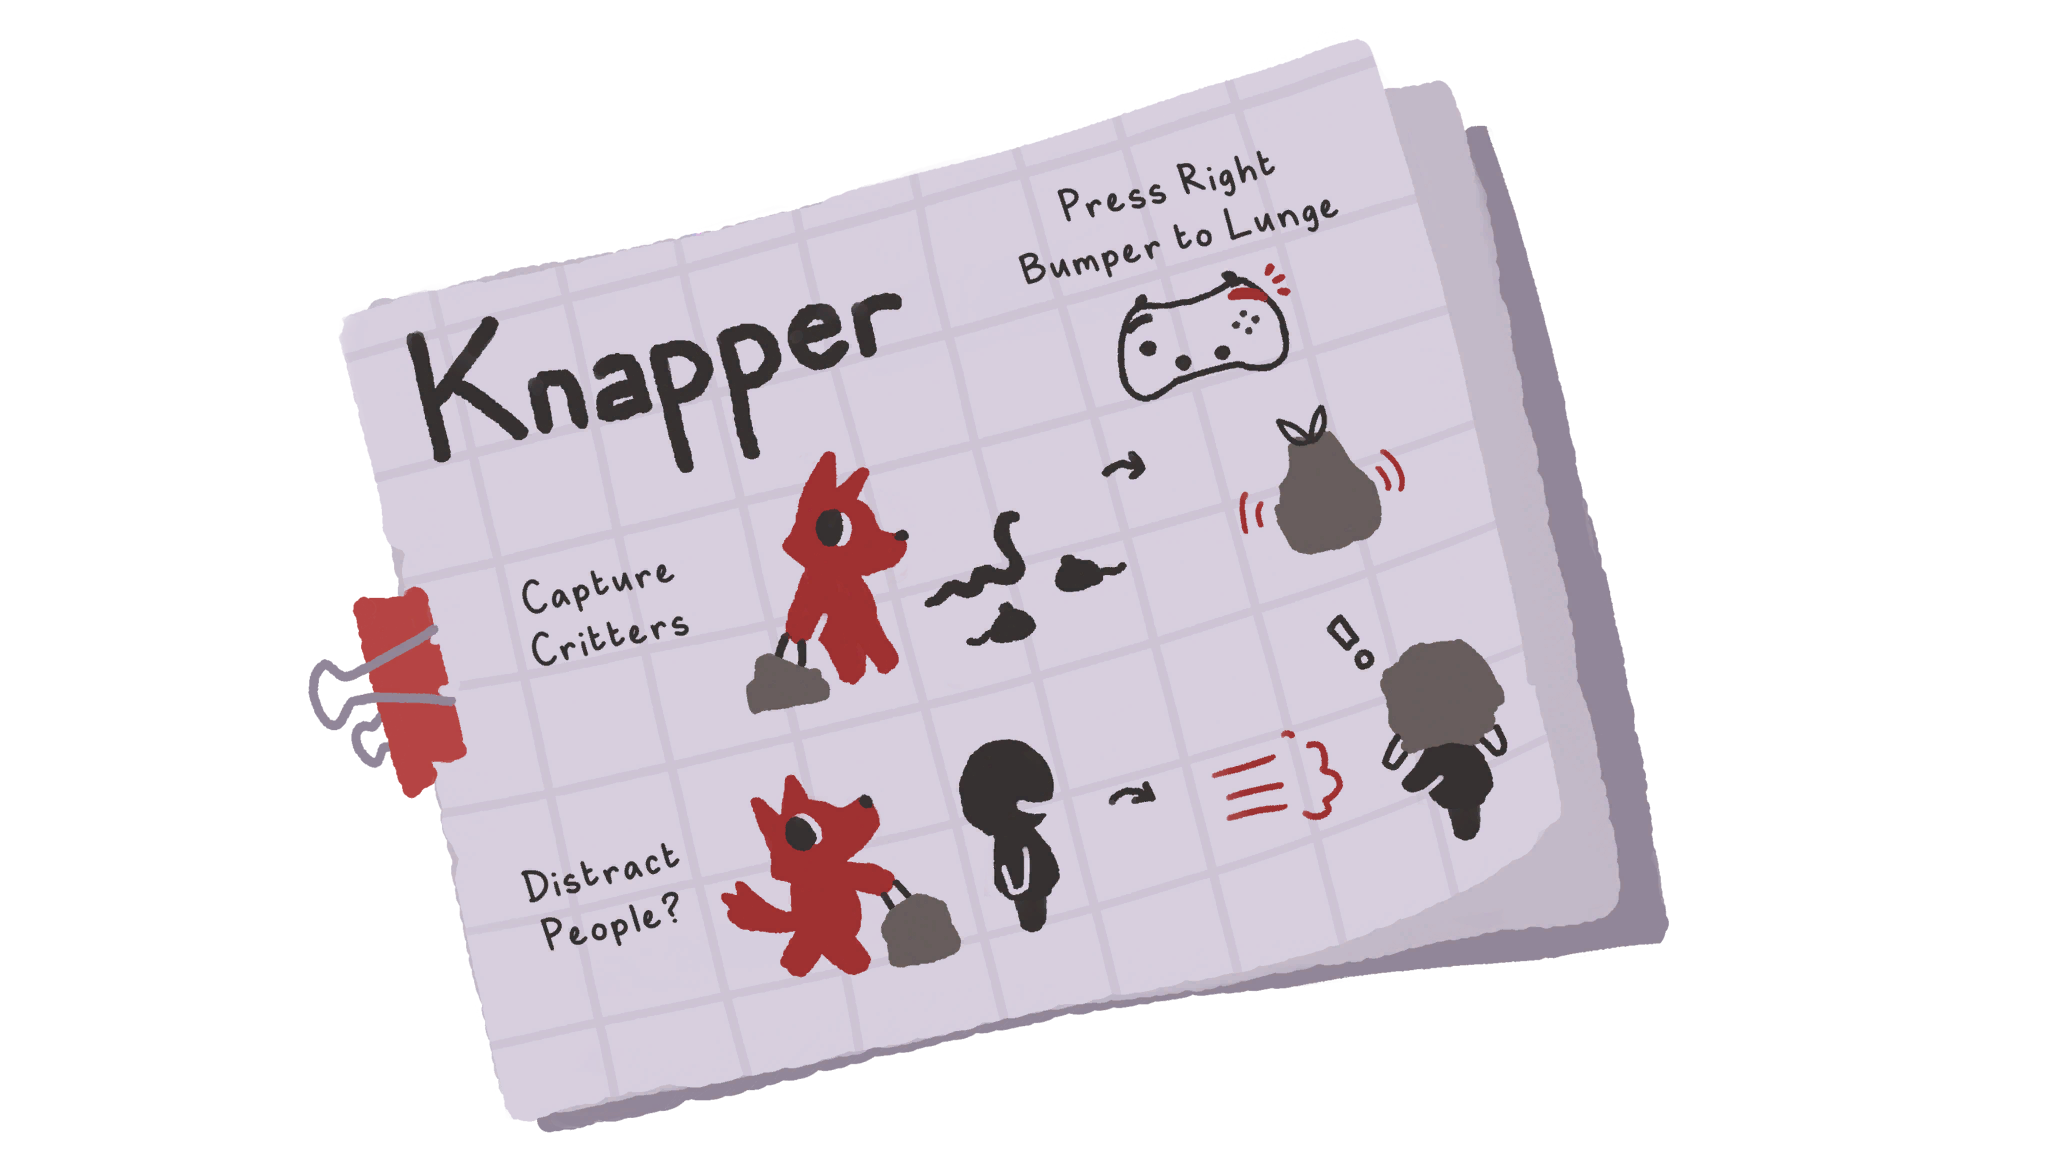 Knapper
Press Right
Bumper to Lunge
Capture
Critters
!
Distract
People?